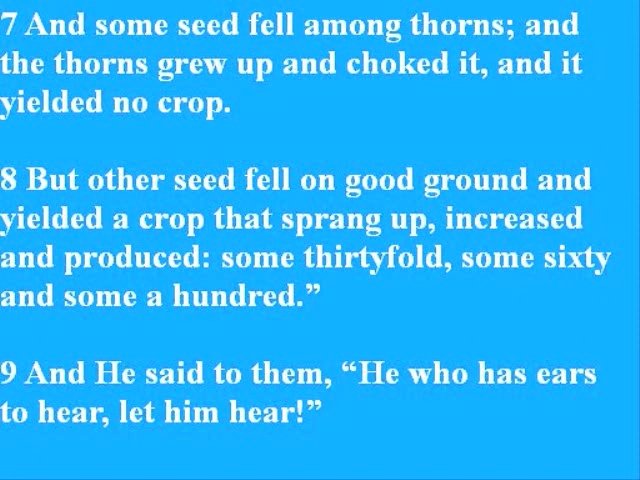 7 And some seed fell among thorns; and
the thorns grew up and choked it, and it
yielded no crop.
8 But other seed fell on good ground and
yielded a crop that sprang up, increased
and produced: some thirtyfold, some sixty
and some a hundred.”
9 And He said to them, “He who has ears
to hear, let him hear!”